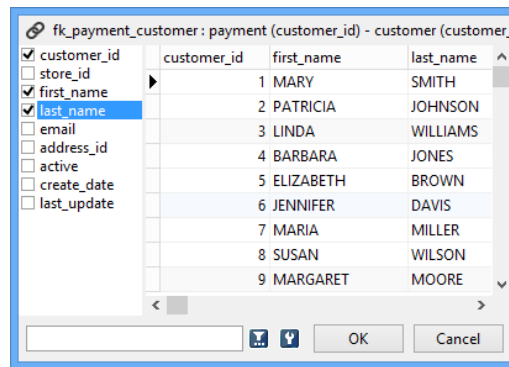 fk_payment_customer : payment (customer_id) - customer (customer_
customer_id
store_id
first_name
last_name
email
address_id
active
create_date
last_update
customer_id first_name last_name
1 MARY SMITH
2 PATRICIA JOHNSON
3 LINDA WILLIAMS
4 BARBARA JONES
5 ELIZABETH BROWN
6 JENNIFER DAVIS
7 MARIA MILLER
8 SUSAN WILSON
9 MARGARET MOORE
OK Cancel